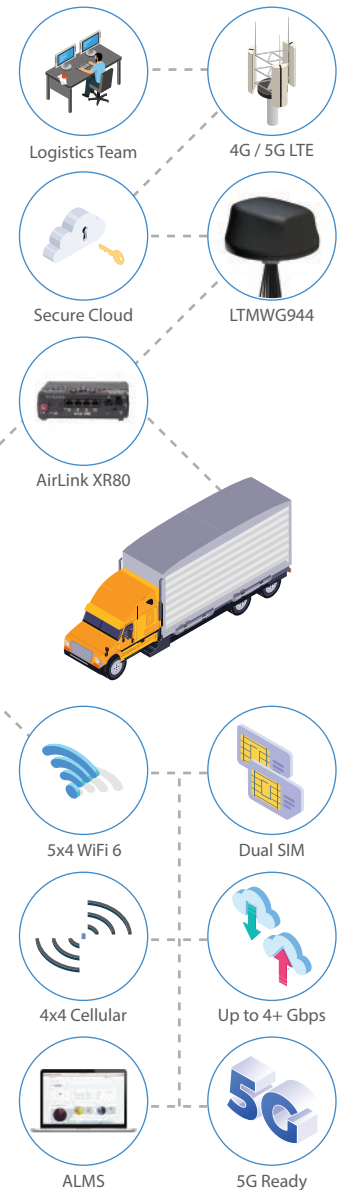 Logistics Team
4G / 5G LTE
Secure Cloud
LTMWG944
AirLink XR80
5x4 WiFi 6
Dual SIM
4x4 Cellular
Up to 4+ Gbps
5G
ALMS
5G Ready